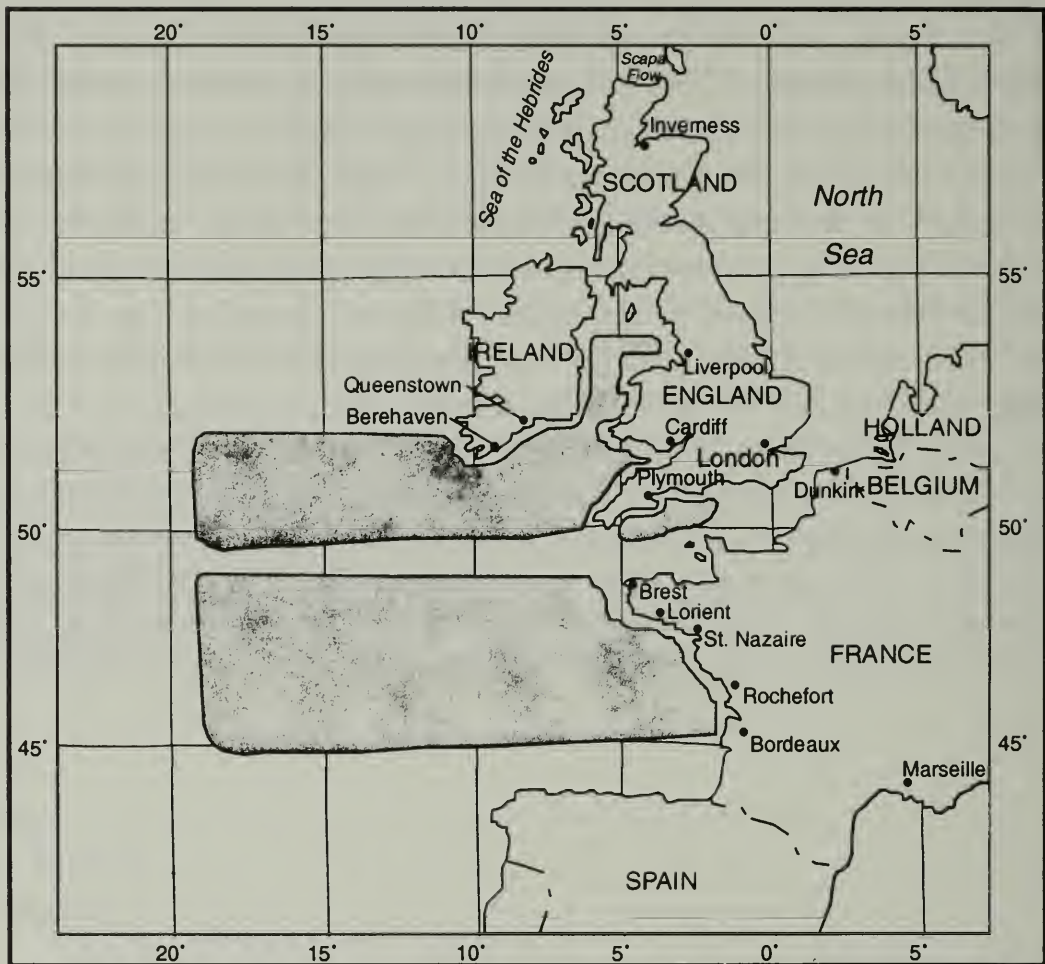 20°
15°
10°
5°
0°
5°
Scapa
Flow
Sea of the Hebrides
Inverness
SCOTLAND
North
Sea
55°
55°
IRELAND
Liverpool
Queenstown
ENGLAND
Berehaven
Cardiff
HOLLAND
London
Plymouth
Dunkirk
BELGIUM
50°
50°
Brest
Lorient
St. Nazaire
FRANCE
Rochefort
Bordeaux
45°
45°
Marseille
SPAIN
20°
15°
10°
5°
0°
5°